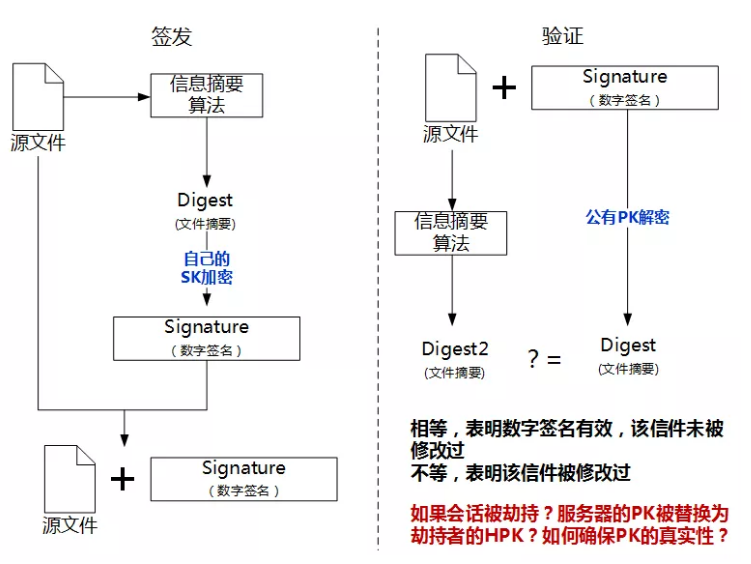 签发
源文件
信息摘要
算法
Digest
(文件摘要)
自己的
SK加密
Signature
（数字签名）
源文件
+
Signature
（数字签名）
验证
源文件
+
Signature
（数字签名）
信息摘要
算法
公有PK解密
Digest2
(文件摘要)
? =
Digest
(文件摘要)
相等，表明数字签名有效，该信件未被
修改过
不等，表明该信件被修改过
如果会话被劫持？服务器的PK被替换为
劫持者的HPK？如何确保PK的真实性？